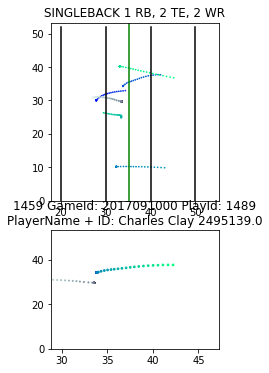 SINGLEBACK 1 RB, 2 TE, 2 WR
50
40
30
20
10
0
20 30 40 50
1459 GameId: 2017091000 PlayId: 1489
PlayerName + ID: Charles Clay 2495139.0
40
20
0
30 35 40 45